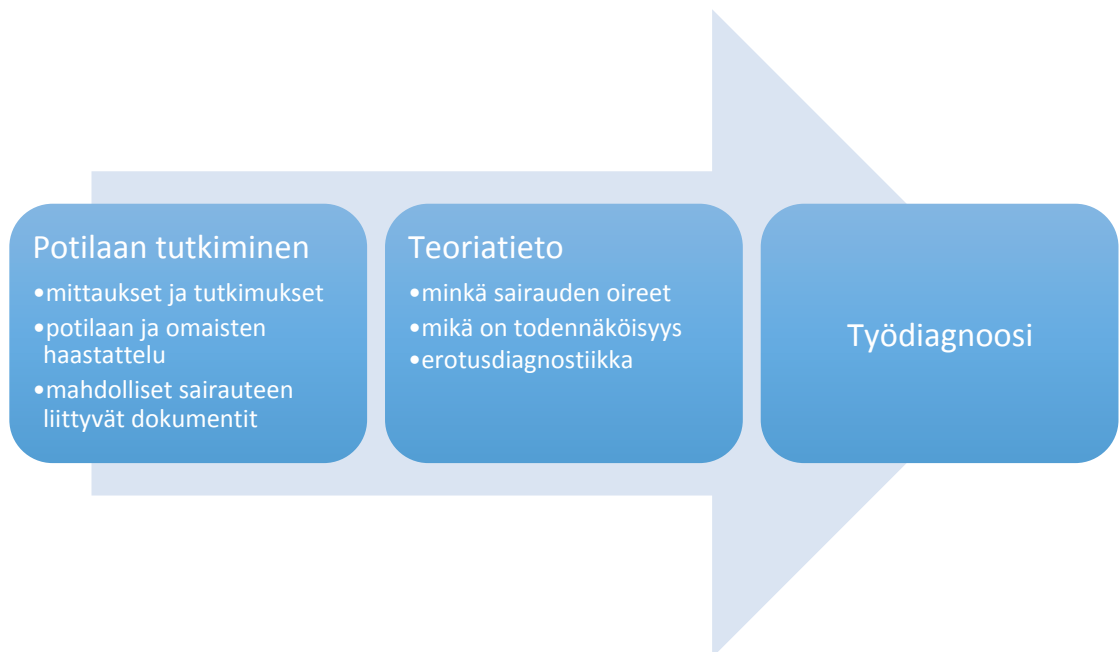 Potilaan tutkiminen
•mittaukset ja tutkimukset
•potilaan ja omaisten
haastattelu
•mahdolliset sairauteen
liittyvät dokumentit
Teoriatieto
•minkä sairauden oireet
•mikä on todennäköisyys
•erotusdiagnostiikka
Työdiagnoosi